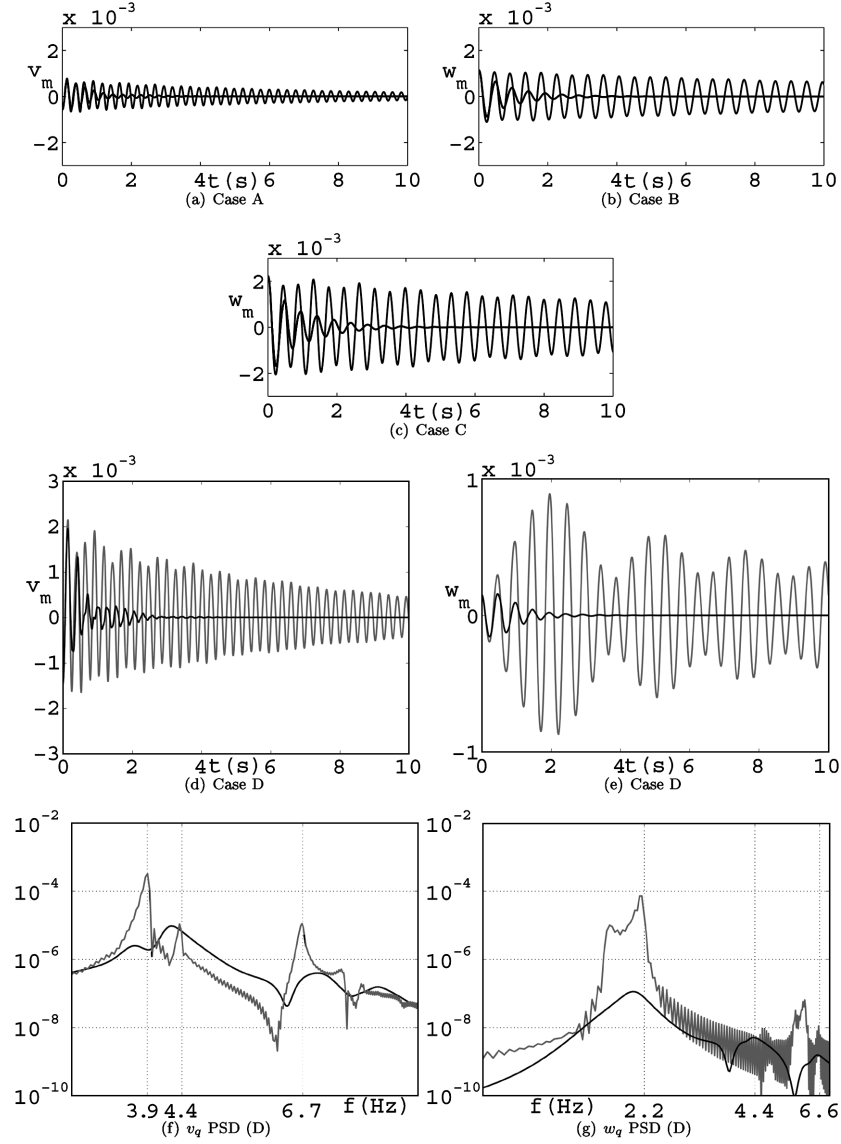 x 10⁻³ x 10⁻³
2 2
v_m w_m
0 0
−2 −2
0 2 4 t(s) 6 8 10 0 2 4 t(s) 6 8 10
(a) Case A (b) Case B
x 10⁻³
2
w_m
0
−2
0 2 4 t(s) 6 8 10
(c) Case C
x 10⁻³ x 10⁻³
3 1
2
1
v_m w_m
0 0
−1
−2
−3 −1
0 2 4 t(s) 6 8 10 0 2 4 t(s) 6 8 10
(d) Case D (e) Case D
10⁻² 10⁻²
10⁻⁴ 10⁻⁴
10⁻⁶ 10⁻⁶
10⁻⁸ 10⁻⁸
10⁻¹⁰ 10⁻¹⁰
3.9 4.4 6.7 f(Hz) f(Hz) 2.2 4.4 6.6
(f) v_q PSD (D) (g) w_q PSD (D)